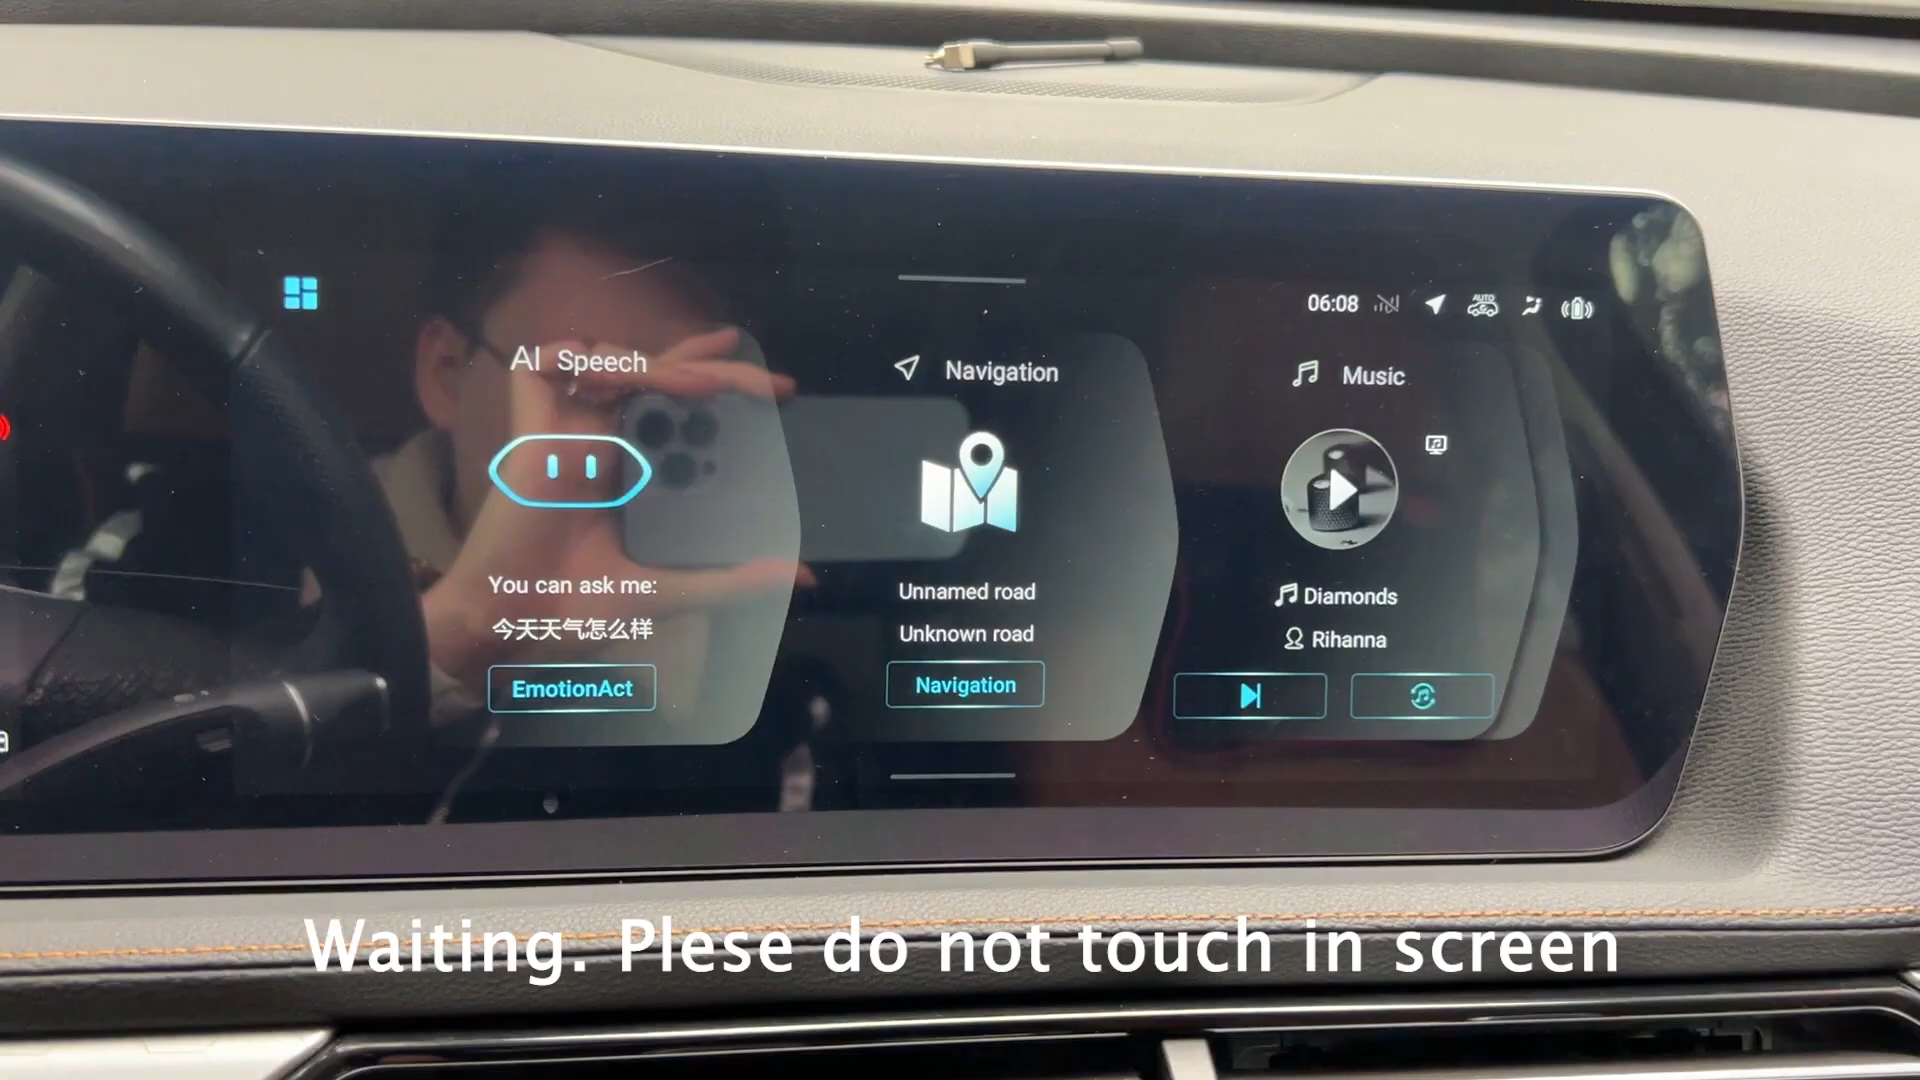 06:08
AUTO
AI Speech
Navigation
Music
You can ask me:
今天天气怎么样
EmotionAct
Unnamed road
Unknown road
Navigation
Diamonds
Rihanna
Waiting. Plese do not touch in screen